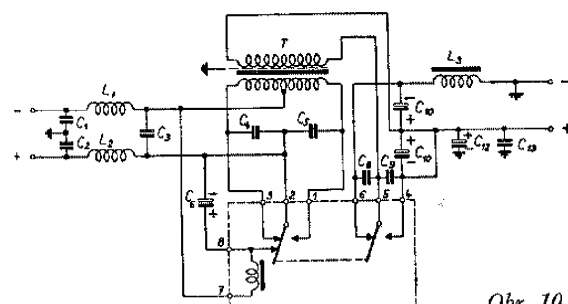 T
L₁
L₃
- -
C₁ C₃ C₄ C₅ C₁₀
C₂ L₂
+ +
C₁₀ C₁₂ C₁₃
C₈ C₉
C₆
3 2 1 6 5 4
8
7
Obr. 10